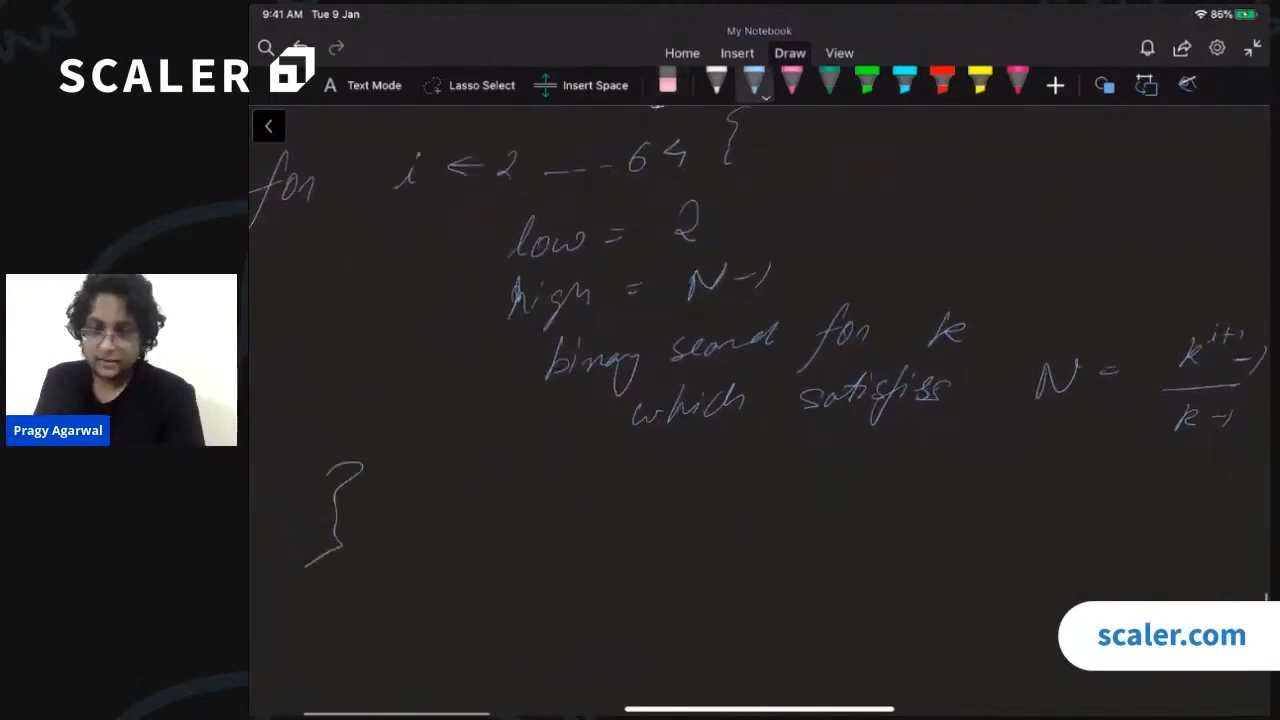 9:41 AM Tue 9 Jan
86%
My Notebook
SCALER
Home Insert Draw View
Text Mode Lasso Select Insert Space
for i ← 2 --- 64 {
low = 2
high = N-1
binary search for k
which satisfies N = (k^{i+1} - 1) / (k - 1)
}
Pragy Agarwal
scaler.com